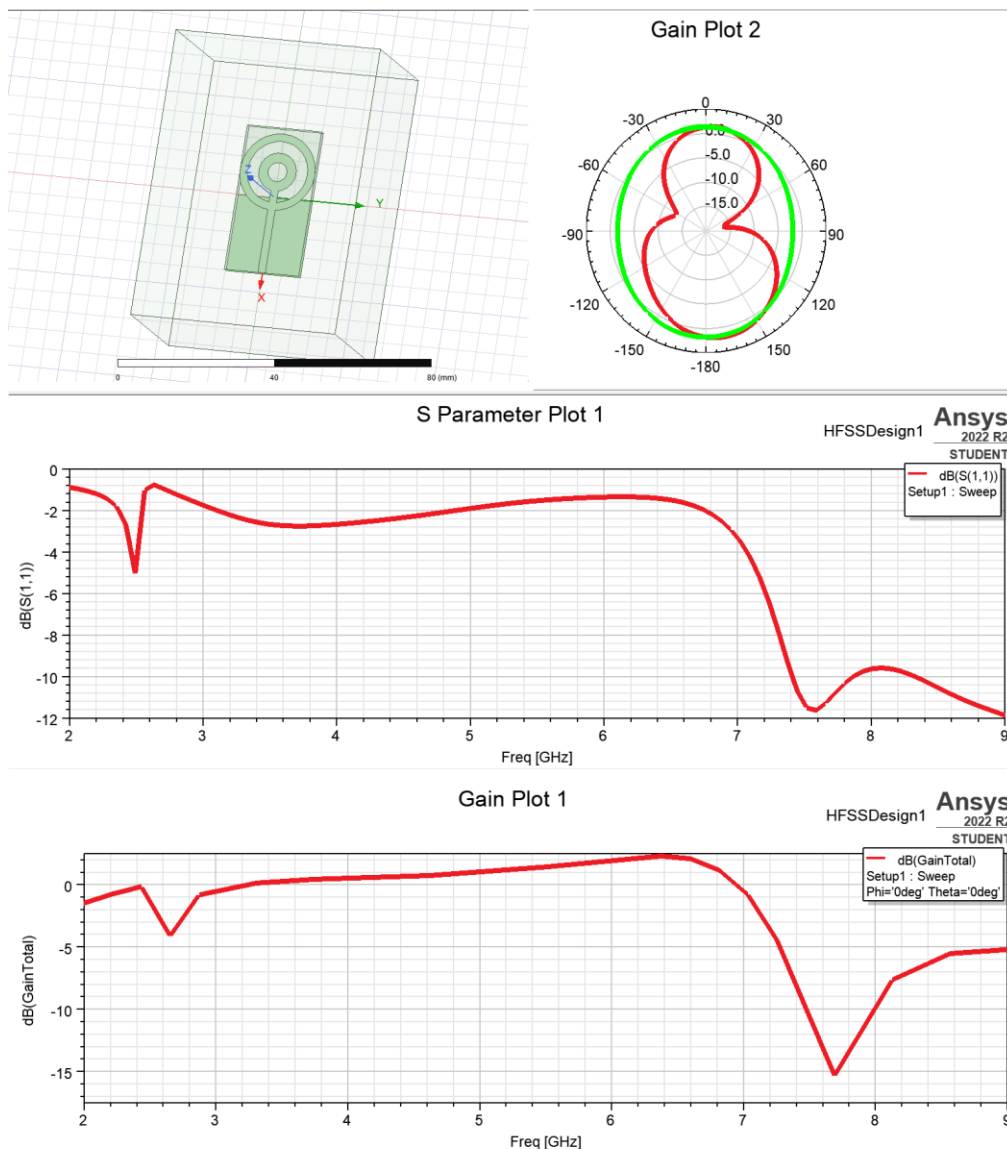 Z
Y
X
0
40
80 (mm)
Gain Plot 2
0
30
60
90
120
150
-180
-150
-120
-90
-60
-30
0.0
-5.0
-10.0
-15.0
S Parameter Plot 1
HFSSDesign1
Ansys
2022 R2
STUDENT
dB(S(1,1))
Setup1 : Sweep
0
-2
-4
-6
-8
-10
-12
dB(S(1,1))
2
3
4
5
6
7
8
9
Freq [GHz]
Gain Plot 1
HFSSDesign1
Ansys
2022 R2
STUDENT
dB(GainTotal)
Setup1 : Sweep
Phi='0deg' Theta='0deg'
0
-5
-10
-15
dB(GainTotal)
2
3
4
5
6
7
8
9
Freq [GHz]